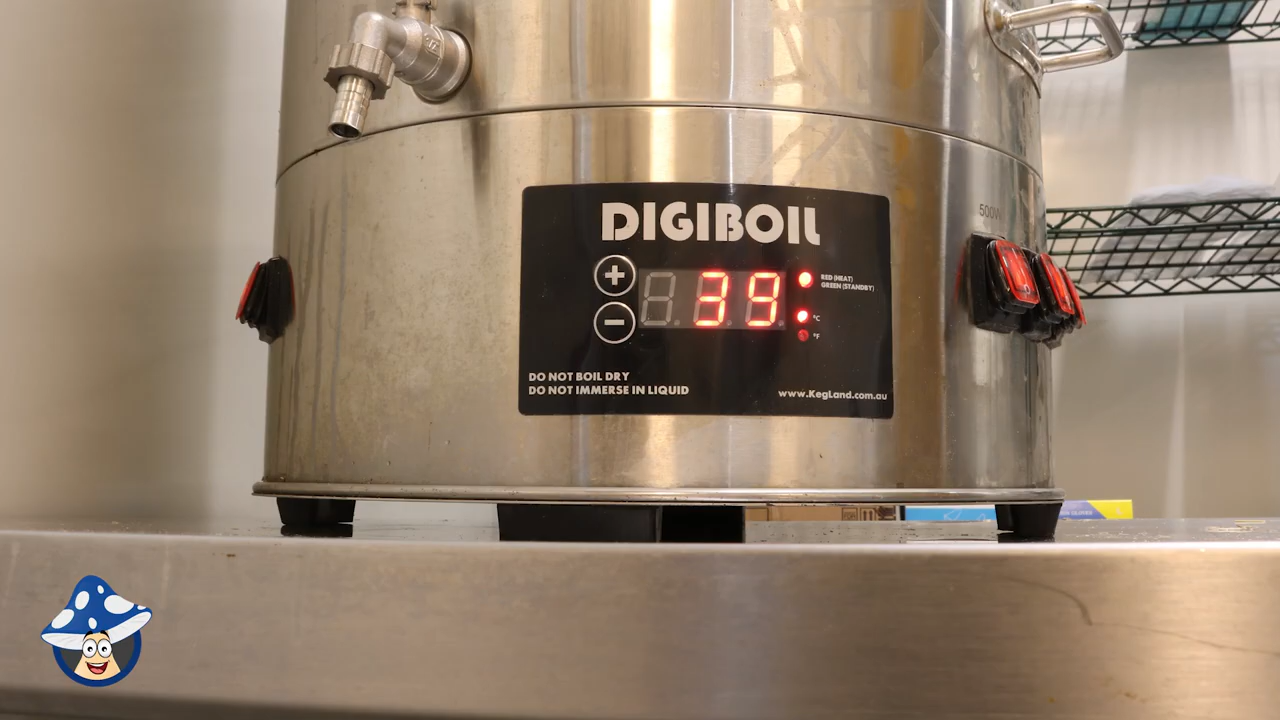 DIGIBOIL
500W
39
RED (HEAT)
GREEN (STANDBY)
°C
°F
DO NOT BOIL DRY
DO NOT IMMERSE IN LIQUID
www.KegLand.com.au